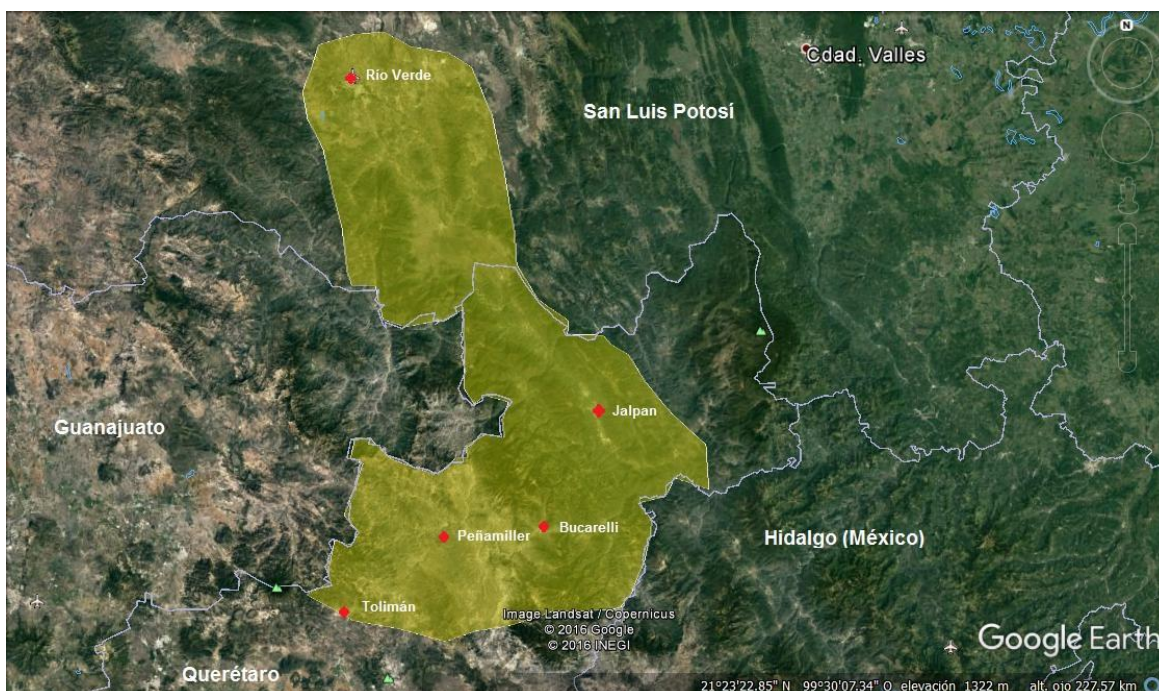 N
Cdad. Valles
Río Verde
San Luis Potosí
Jalpan
Guanajuato
Bucarelli
Peñamiller
Hidalgo (México)
Tolimán
Image Landsat / Copernicus
© 2016 Google
© 2016 INEGI
Google Earth
Querétaro
21°23'22.85" N 99°30'07.34" O elevación 1322 m alt. ojo 227.57 km